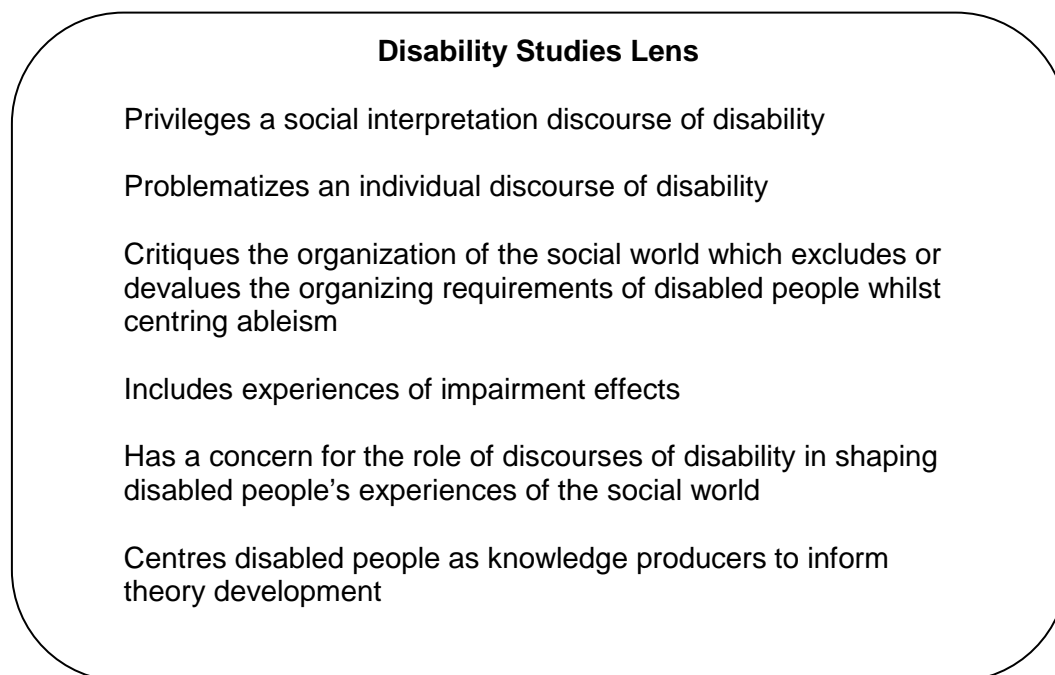 Disability Studies Lens
Privileges a social interpretation discourse of disability
Problematizes an individual discourse of disability
Critiques the organization of the social world which excludes or
devalues the organizing requirements of disabled people whilst
centring ableism
Includes experiences of impairment effects
Has a concern for the role of discourses of disability in shaping
disabled people's experiences of the social world
Centres disabled people as knowledge producers to inform
theory development